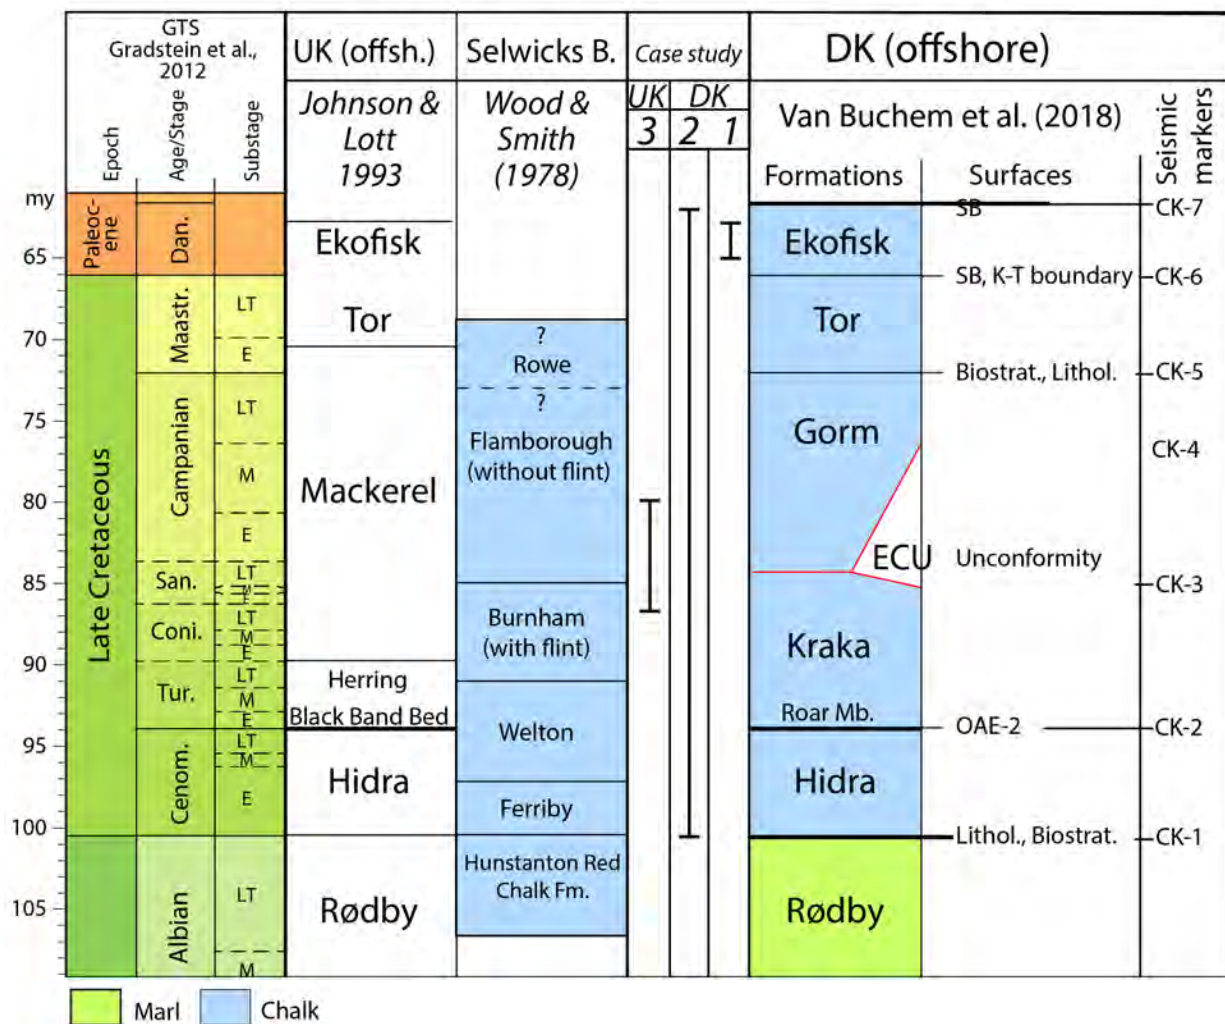 GTS
Gradstein et al.,
2012
UK (offsh.)
Selwicks B.
Case study
DK (offshore)
Epoch
Age/Stage
Substage
Johnson &
Lott
1993
Wood &
Smith
(1978)
UK
DK
3
2
1
Van Buchem et al. (2018)
Formations
Surfaces
Seismic
markers
my
65
70
75
80
85
90
95
100
105
Paleoc-
ene
Late Cretaceous
Dan.
Maastr.
Campanian
San.
Coni.
Tur.
Cenom.
Albian
LT
E
LT
M
E
LT
M
E
LT
M
E
LT
M
E
LT
M
E
LT
M
Ekofisk
Tor
Mackerel
Herring
Black Band Bed
Hidra
Rødby
?
Rowe
?
Flamborough
(without flint)
Burnham
(with flint)
Welton
Ferriby
Hunstanton Red
Chalk Fm.
Ekofisk
Tor
Gorm
ECU
Kraka
Roar Mb.
Hidra
Rødby
SB
SB, K-T boundary
Biostrat., Lithol.
Unconformity
OAE-2
Lithol., Biostrat.
CK-7
CK-6
CK-5
CK-4
CK-3
CK-2
CK-1
Marl
Chalk